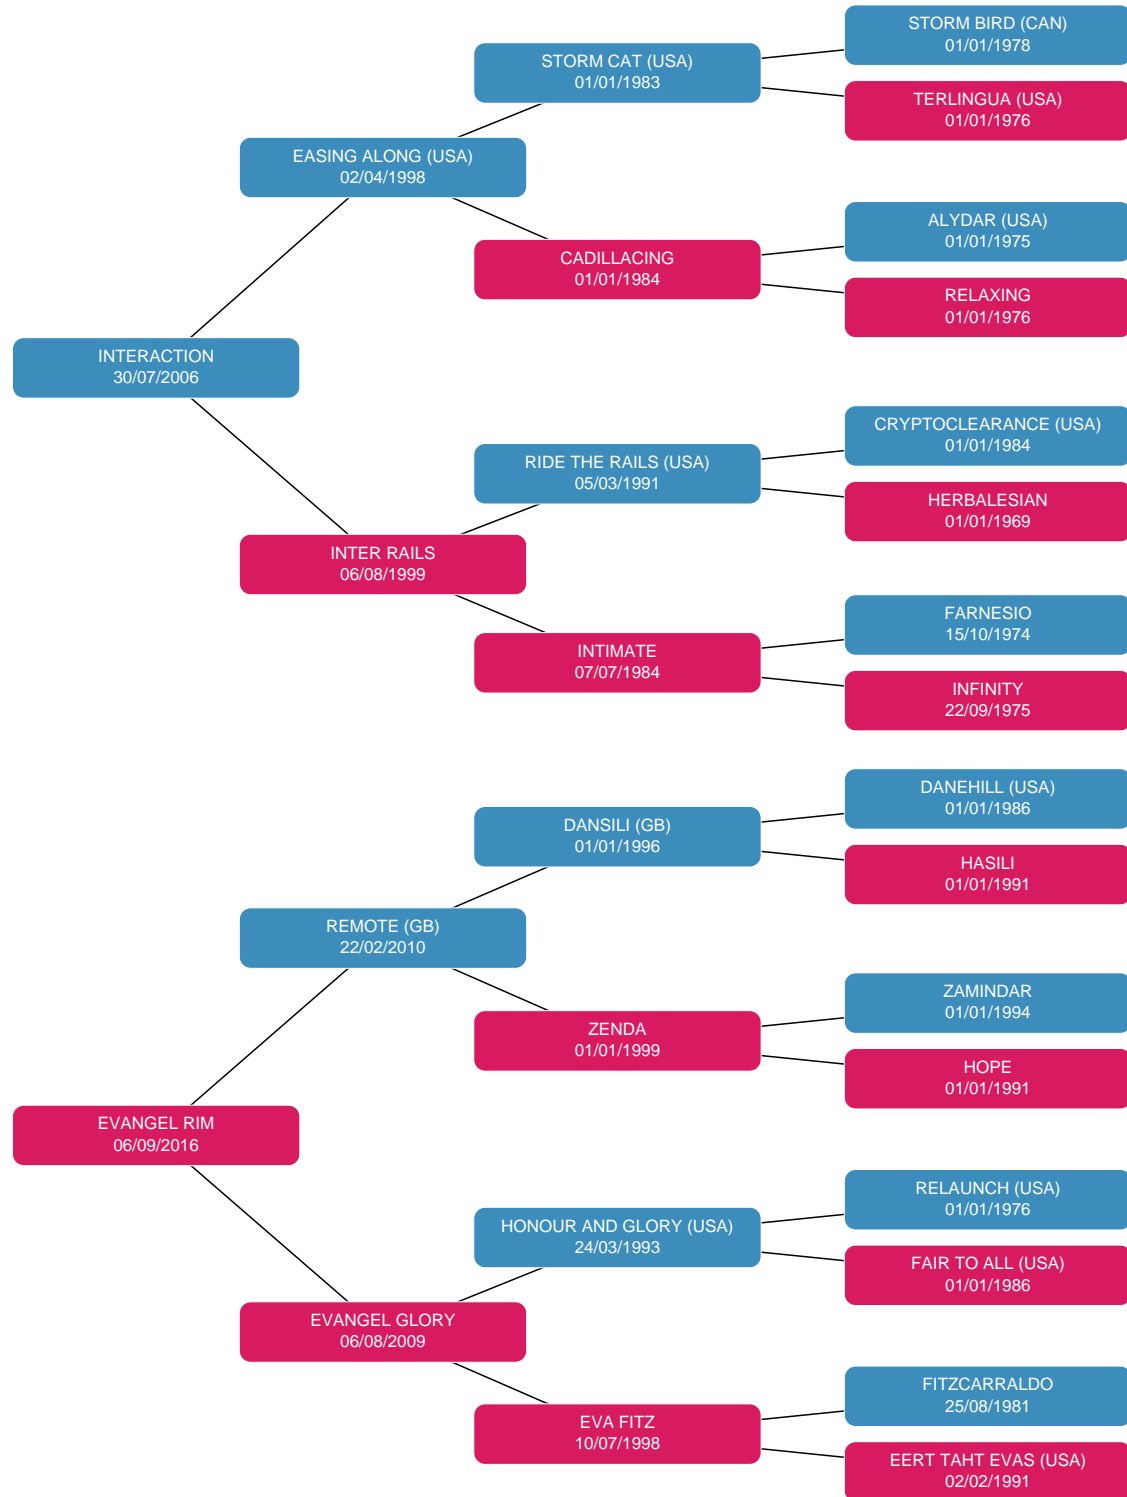 STORM BIRD (CAN)
01/01/1978
STORM CAT (USA)
01/01/1983
TERLINGUA (USA)
01/01/1976
EASING ALONG (USA)
02/04/1998
ALYDAR (USA)
01/01/1975
CADILLACING
01/01/1984
RELAXING
01/01/1976
INTERACTION
30/07/2006
CRYPTOCLEARANCE (USA)
01/01/1984
RIDE THE RAILS (USA)
05/03/1991
HERBALESIAN
01/01/1969
INTER RAILS
06/08/1999
FARNESIO
15/10/1974
INTIMATE
07/07/1984
INFINITY
22/09/1975
DANEHILL (USA)
01/01/1986
DANSILI (GB)
01/01/1996
HASILI
01/01/1991
REMOTE (GB)
22/02/2010
ZAMINDAR
01/01/1994
ZENDA
01/01/1999
HOPE
01/01/1991
EVANGEL RIM
06/09/2016
RELAUNCH (USA)
01/01/1976
HONOUR AND GLORY (USA)
24/03/1993
FAIR TO ALL (USA)
01/01/1986
EVANGEL GLORY
06/08/2009
FITZCARRALDO
25/08/1981
EVA FITZ
10/07/1998
EERT TAHT EVAS (USA)
02/02/1991